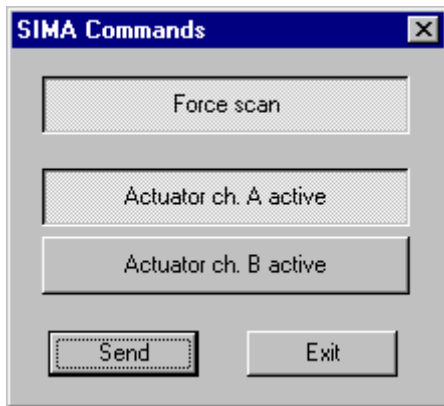 SIMA Commands
Force scan
Actuator ch. A active
Actuator ch. B active
Send Exit